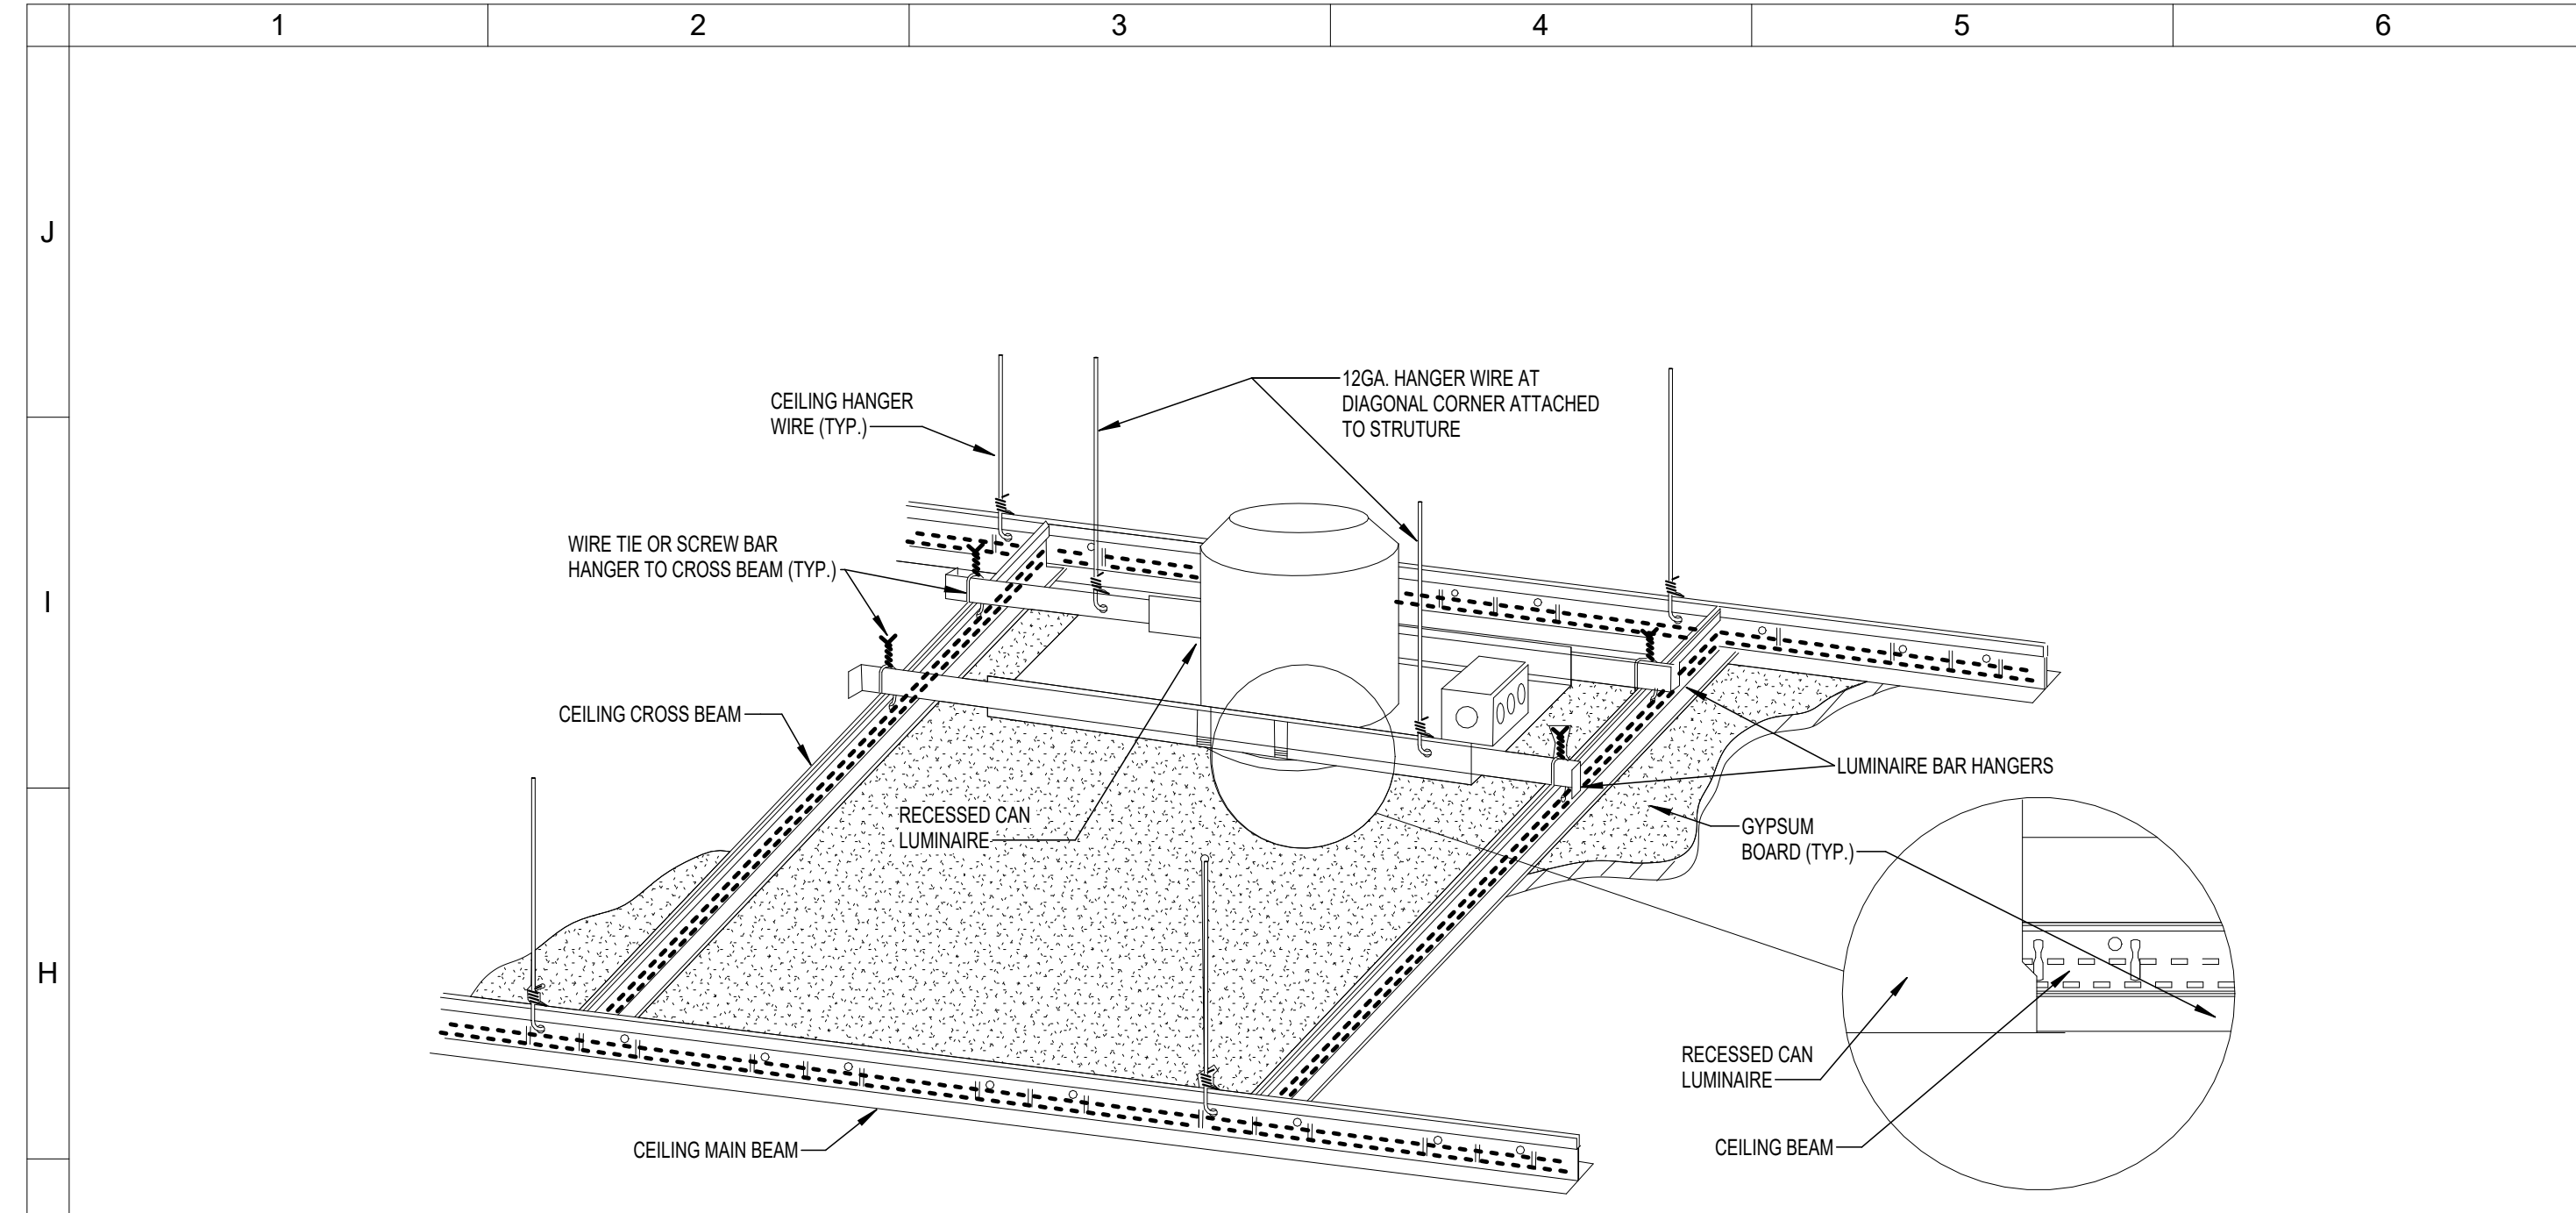 1 2 3 4 5 6
J
I
H
CEILING HANGER
WIRE (TYP.)
12GA. HANGER WIRE AT
DIAGONAL CORNER ATTACHED
TO STRUTURE
WIRE TIE OR SCREW BAR
HANGER TO CROSS BEAM (TYP.)
CEILING CROSS BEAM
LUMINAIRE BAR HANGERS
RECESSED CAN
LUMINAIRE
GYPSUM
BOARD (TYP.)
RECESSED CAN
LUMINAIRE
CEILING BEAM
CEILING MAIN BEAM